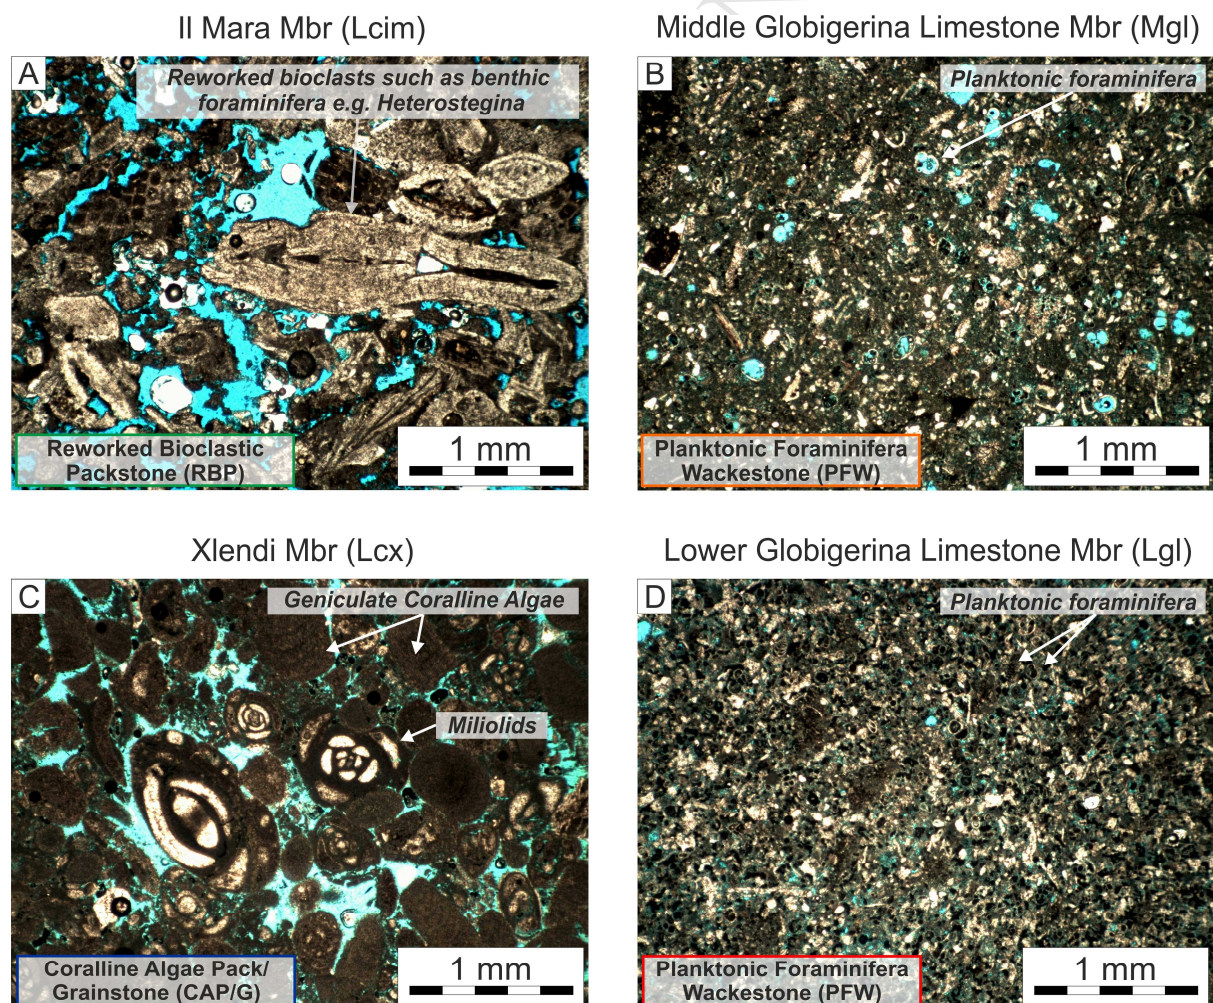 Il Mara Mbr (Lcim)
A
Reworked bioclasts such as benthic
foraminifera e.g. Heterostegina
Reworked Bioclastic
Packstone (RBP)
1 mm
Middle Globigerina Limestone Mbr (Mgl)
B
Planktonic foraminifera
Planktonic Foraminifera
Wackestone (PFW)
1 mm
Xlendi Mbr (Lcx)
C
Geniculate Coralline Algae
Miliolids
Coralline Algae Pack/
Grainstone (CAP/G)
1 mm
Lower Globigerina Limestone Mbr (Lgl)
D
Planktonic foraminifera
Planktonic Foraminifera
Wackestone (PFW)
1 mm